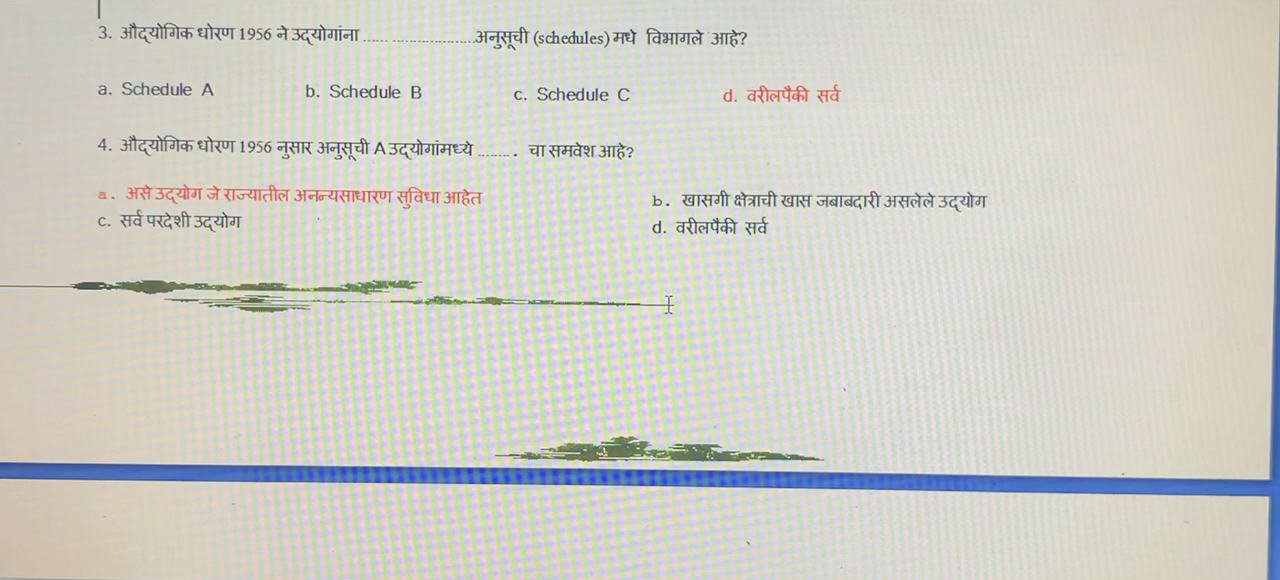 3. औद्योगिक धोरण 1956 ने उद्योगांना ...... ....................अनुसूची (schedules) मधे विभागले आहे?
a. Schedule A b. Schedule B c. Schedule C d. वरीलपैकी सर्व
4. औद्योगिक धोरण 1956 नुसार अनुसूची A उद्योगांमध्ये ........ . चा समवेश आहे?
a. असे उद्योग जे राज्यातील अनन्यसाधारण सुविधा आहेत b. खासगी क्षेत्राची खास जबाबदारी असलेले उद्योग
c. सर्व परदेशी उद्योग d. वरीलपैकी सर्व